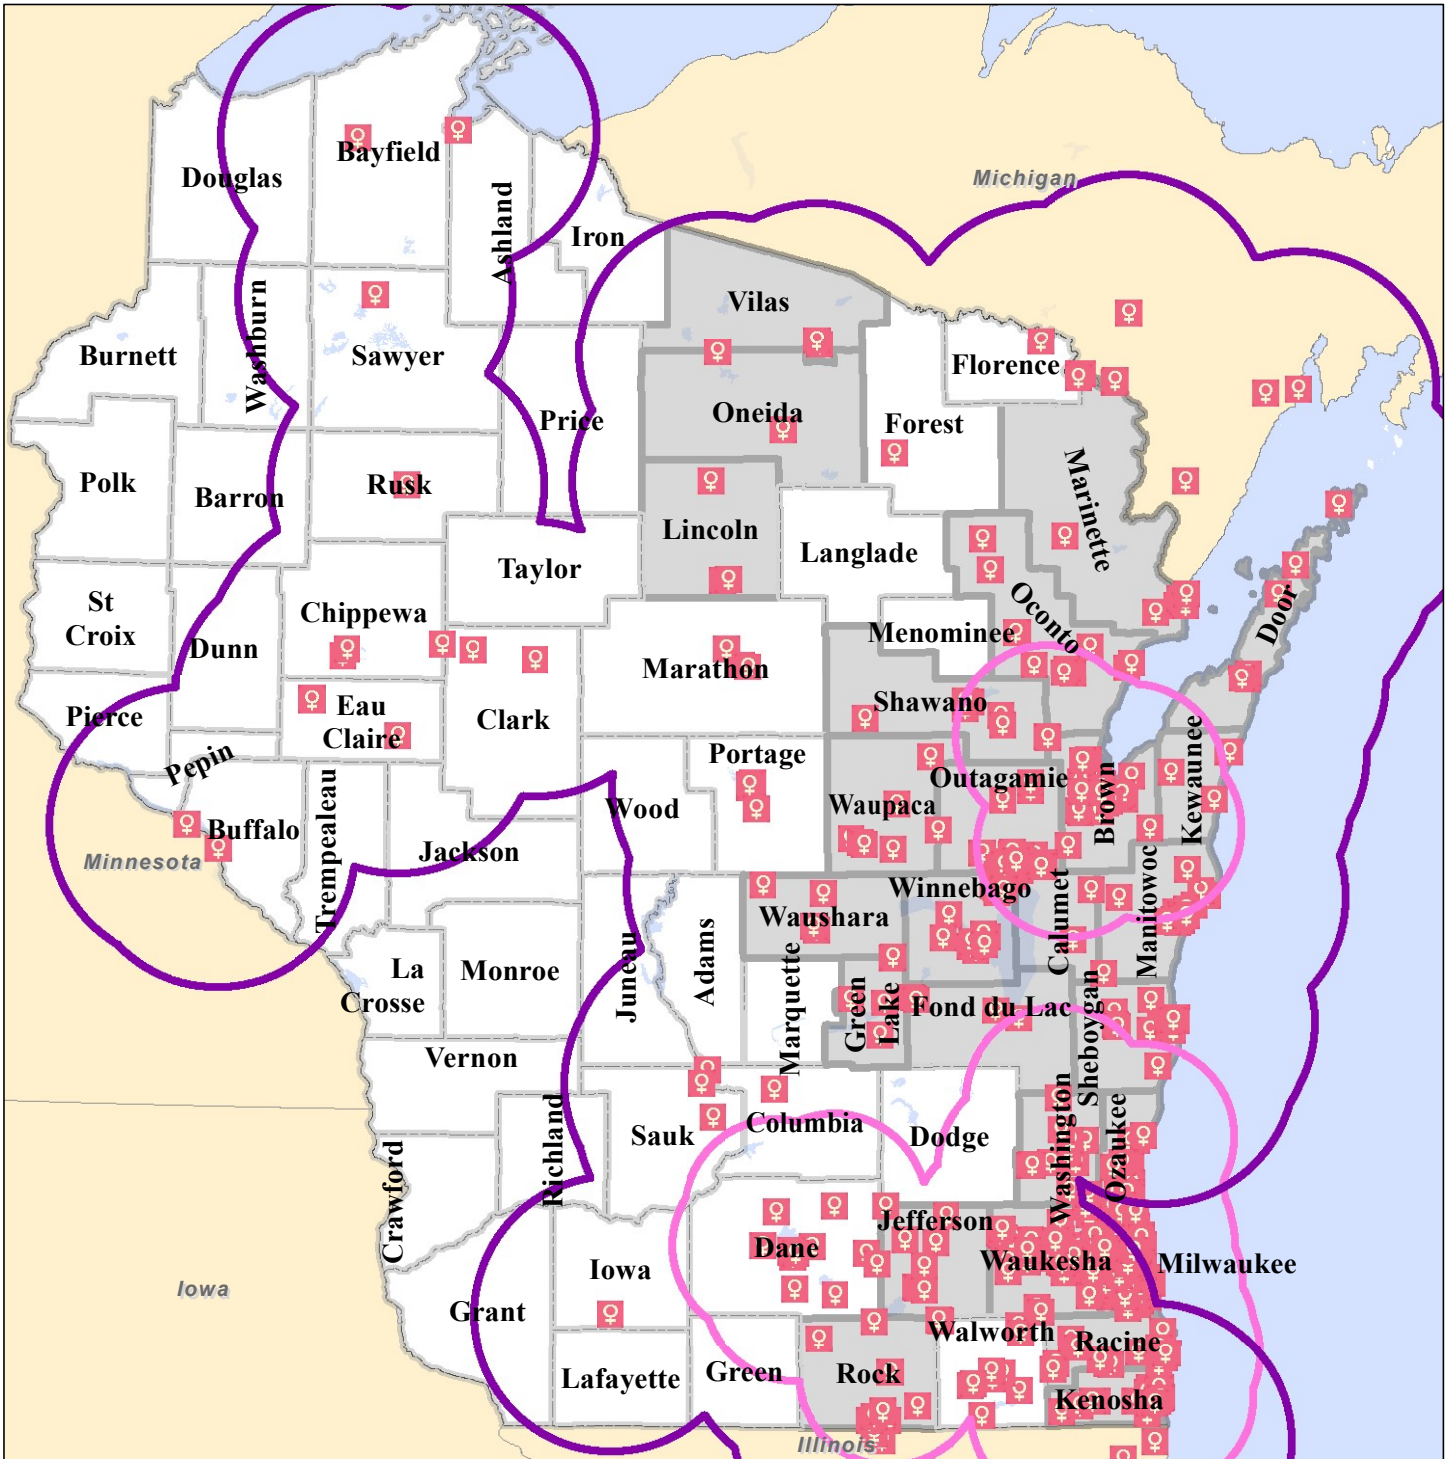 Michigan
Bayfield
Douglas
Ashland
Iron
Vilas
Washburn
Burnett
Sawyer
Florence
Price
Oneida
Forest
Polk
Barron
Rusk
Marinette
Lincoln
Langlade
Taylor
St
Croix
Chippewa
Oconto
Door
Menominee
Dunn
Marathon
Shawano
Pierce
Eau
Claire
Clark
Pepin
Portage
Outagamie
Kewaunee
Brown
Wood
Waupaca
Buffalo
Trempealeau
Minnesota
Jackson
Winnebago
Calumet
Manitowoc
Waushara
Adams
Juneau
Marquette
La
Crosse
Monroe
Green
Lake
Fond du Lac
Sheboygan
Vernon
Richland
Sauk
Columbia
Dodge
Washington
Ozaukee
Crawford
Jefferson
Dane
Waukesha
Milwaukee
Iowa
Iowa
Grant
Walworth
Racine
Lafayette
Green
Rock
Kenosha
Illinois